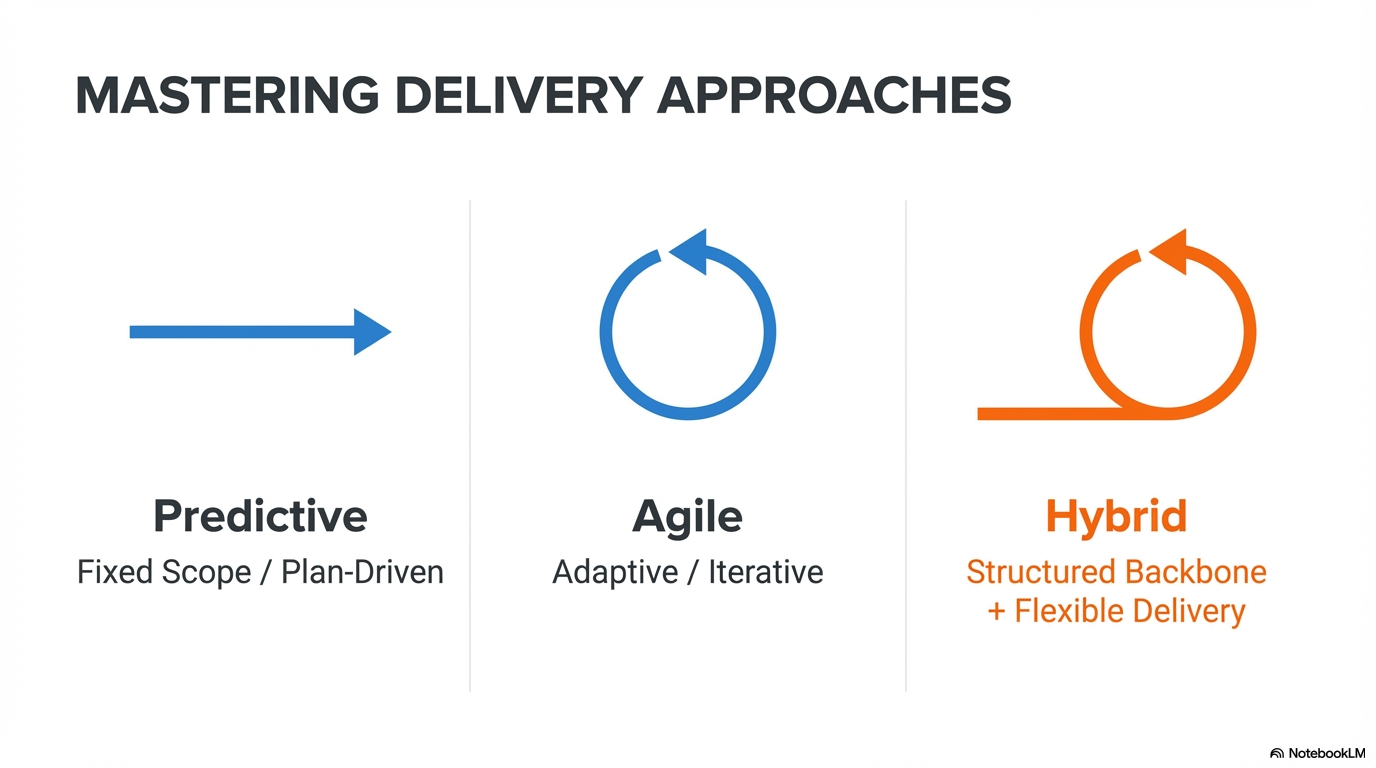 MASTERING DELIVERY APPROACHES
Predictive
Fixed Scope / Plan-Driven
Agile
Adaptive / Iterative
Hybrid
Structured Backbone
+ Flexible Delivery
NotebookLM